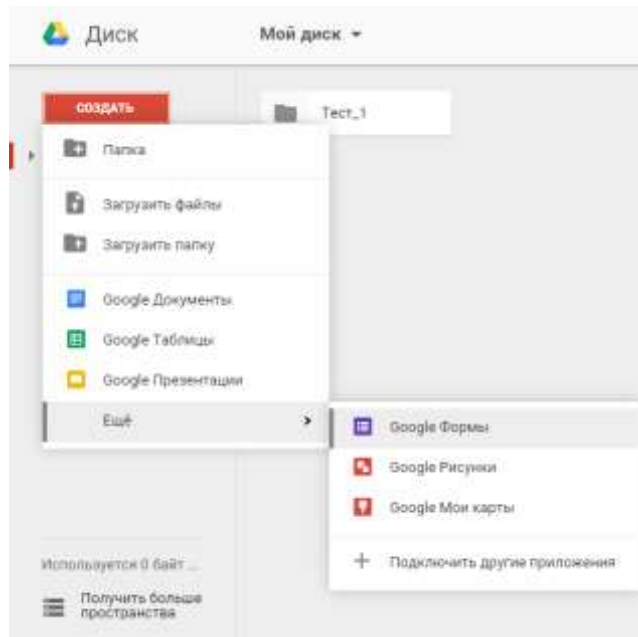 Диск
Мой диск
СОЗДАТЬ
Тест_1
Папка
Загрузить файлы
Загрузить папку
Google Документы
Google Таблицы
Google Презентации
Ещё
Google Формы
Google Рисунки
Google Мои карты
Подключить другие приложения
Используется 0 байт ...
Получить больше
пространства